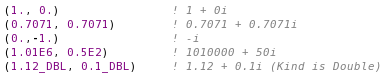 (1., 0.) ! 1 + 0i
(0.7071, 0.7071) ! 0.7071 + 0.7071i
(0.,-1.) ! -i
(1.01E6, 0.5E2) ! 1010000 + 50i
(1.12_DBL, 0.1_DBL) ! 1.12 + 0.1i (Kind is Double)